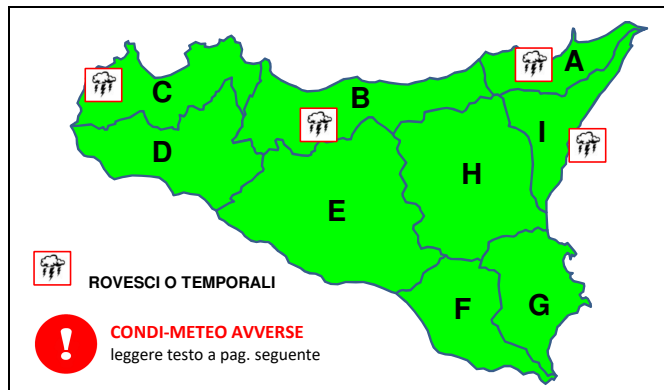 A
C
B
I
D
H
E
ROVESCI O TEMPORALI
F
G
CONDI-METEO AVVERSE
leggere testo a pag. seguente